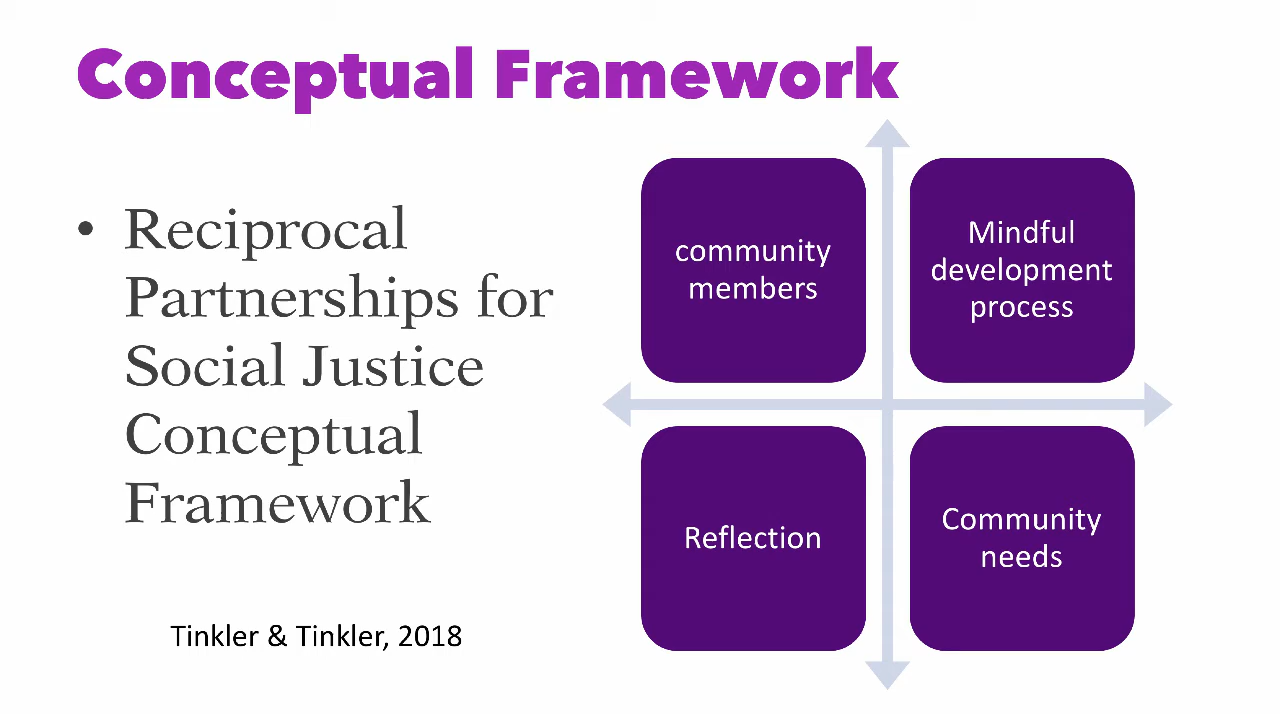 Conceptual Framework
• Reciprocal
Partnerships for
Social Justice
Conceptual
Framework
Tinkler & Tinkler, 2018
community
members
Mindful
development
process
Reflection
Community
needs